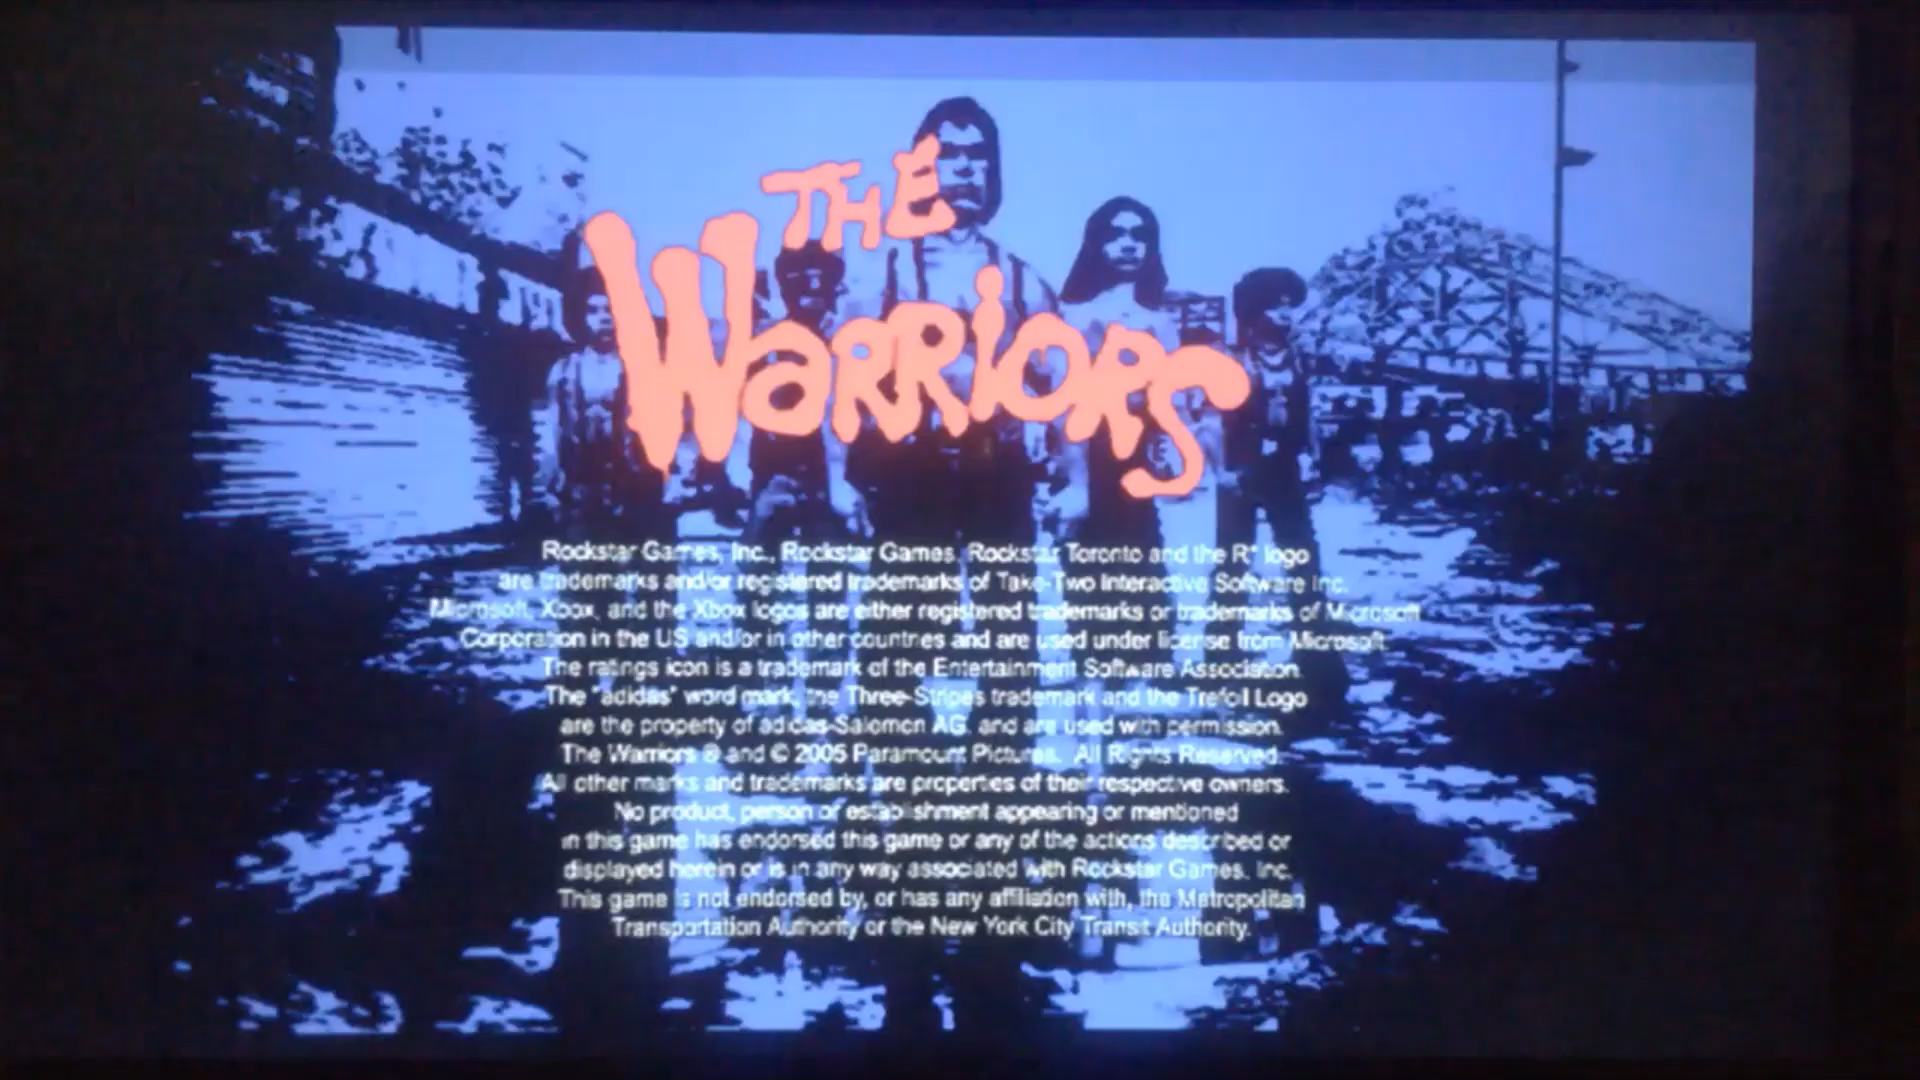 THE
WARRIORS
Rockstar Games, Inc., Rockstar Games, Rockstar Toronto and the R* logo
are trademarks and/or registered trademarks of Take-Two Interactive Software Inc.
Microsoft, Xbox, and the Xbox logos are either registered trademarks or trademarks of Microsoft
Corporation in the US and/or in other countries and are used under license from Microsoft.
The ratings icon is a trademark of the Entertainment Software Association.
The "adidas" word mark, the Three-Stripes trademark and the Trefoil Logo
are the property of adidas-Salomon AG, and are used with permission.
The Warriors ® and © 2005 Paramount Pictures. All Rights Reserved.
All other marks and trademarks are properties of their respective owners.
No product, person or establishment appearing or mentioned
in this game has endorsed this game or any of the actions described or
displayed herein or is in any way associated with Rockstar Games, Inc.
This game is not endorsed by, or has any affiliation with, the Metropolitan
Transportation Authority or the New York City Transit Authority.